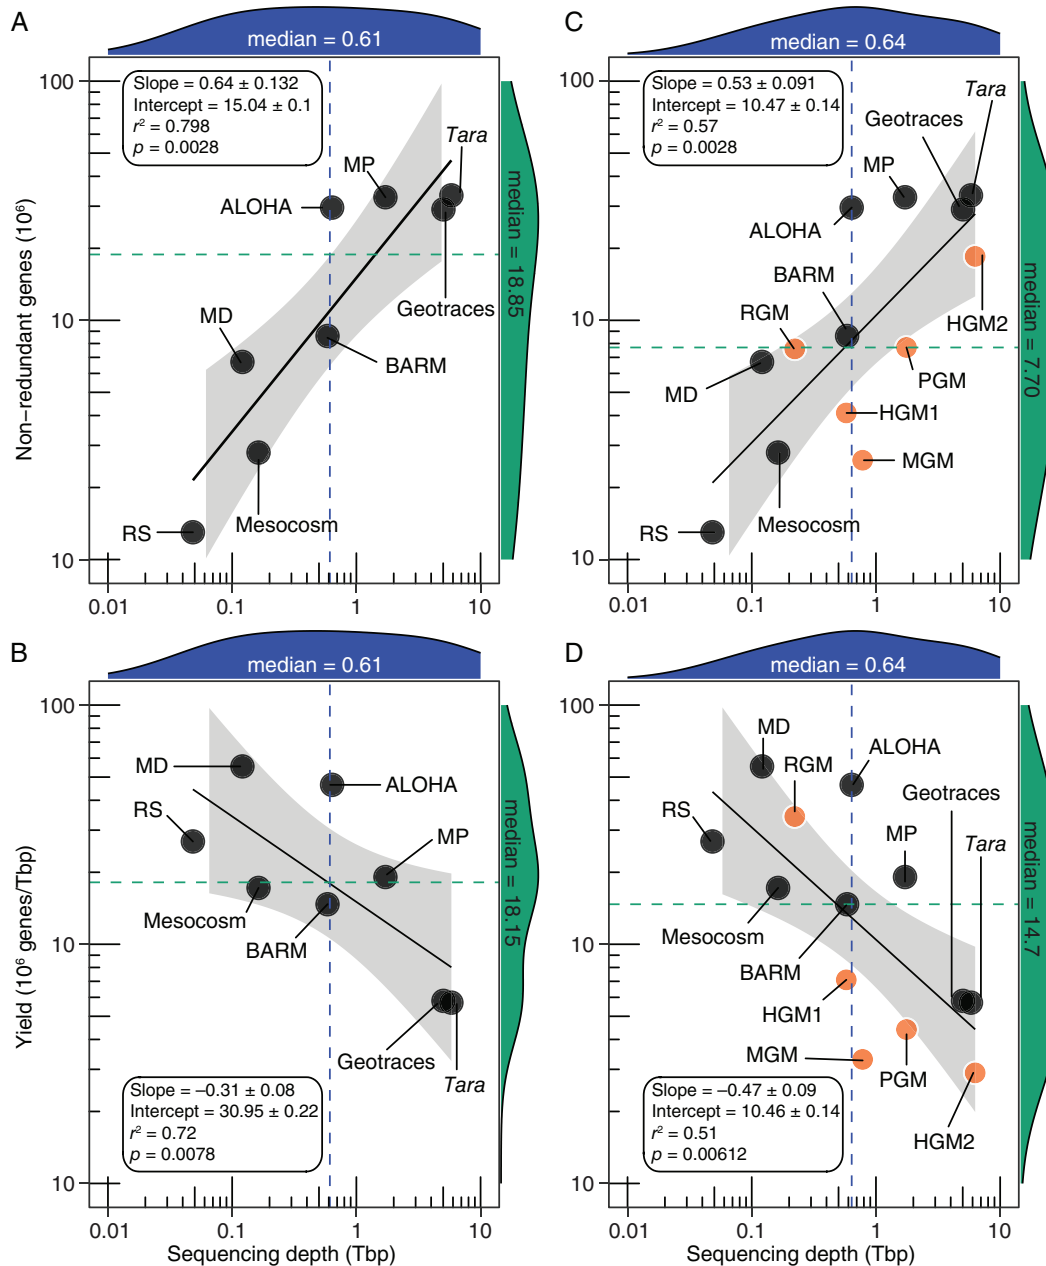 A
median = 0.61
Non−redundant genes (10⁶)
100
10
10
Slope = 0.64 ± 0.132
Intercept = 15.04 ± 0.1
r² = 0.798
p = 0.0028
Tara
MP
ALOHA
MD
Geotraces
BARM
RS
Mesocosm
median = 18.85
0.01
0.1
1
10
C
median = 0.64
100
10
10
Slope = 0.53 ± 0.091
Intercept = 10.47 ± 0.14
r² = 0.57
p = 0.0028
Tara
Geotraces
MP
ALOHA
BARM
RGM
HGM2
MD
PGM
HGM1
MGM
RS
Mesocosm
median = 7.70
0.01
0.1
1
10
B
median = 0.61
Yield (10⁶ genes/Tbp)
100
10
10
MD
ALOHA
RS
MP
Mesocosm
BARM
Geotraces
Tara
Slope = −0.31 ± 0.08
Intercept = 30.95 ± 0.22
r² = 0.72
p = 0.0078
median = 18.15
0.01
0.1
1
10
Sequencing depth (Tbp)
D
median = 0.64
100
10
10
MD
ALOHA
RGM
Geotraces
RS
MP
Tara
Mesocosm
BARM
HGM1
MGM
PGM
HGM2
Slope = −0.47 ± 0.09
Intercept = 10.46 ± 0.14
r² = 0.51
p = 0.00612
median = 14.7
0.01
0.1
1
10
Sequencing depth (Tbp)